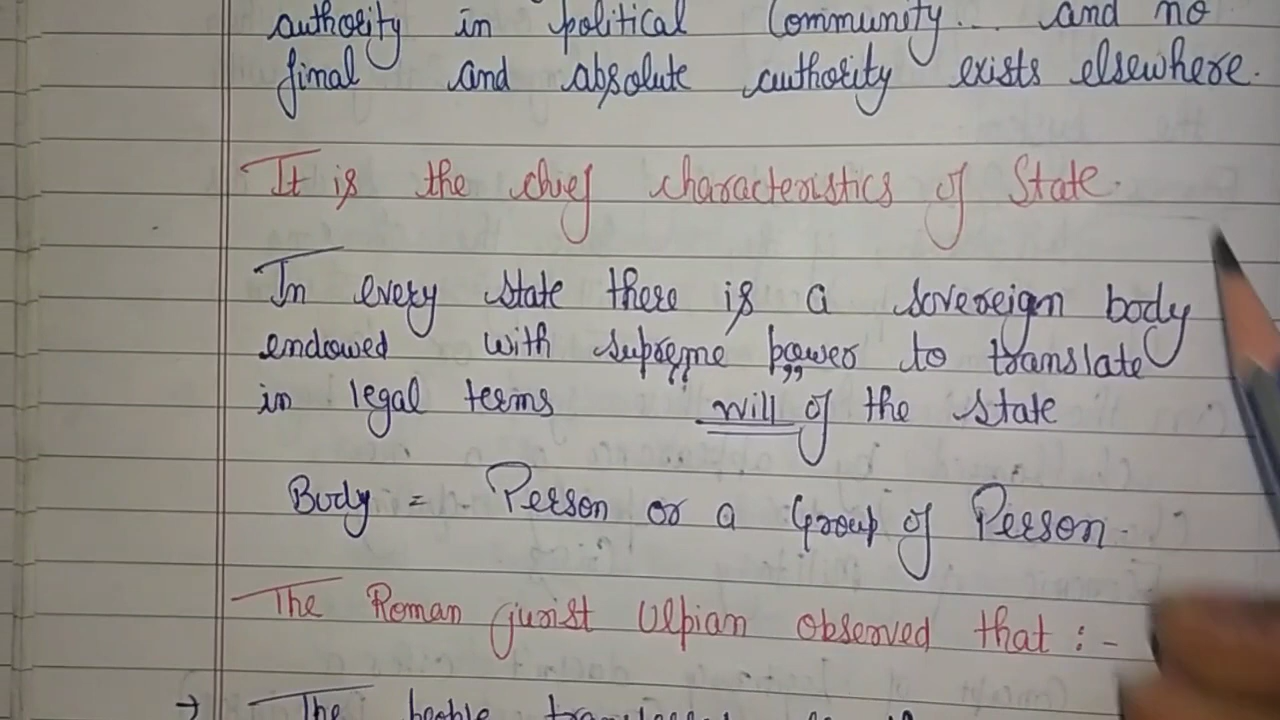 authority in political Community.. and no
final and absolute authority exists elsewhere.
It is the chief characteristics of State.
In every state there is a sovereign body
endowed with supreme power to translate
in legal terms "will" of the state
Body = Person or a Group of Person.
The Roman jurist Ulpian observed that :-
→ The people